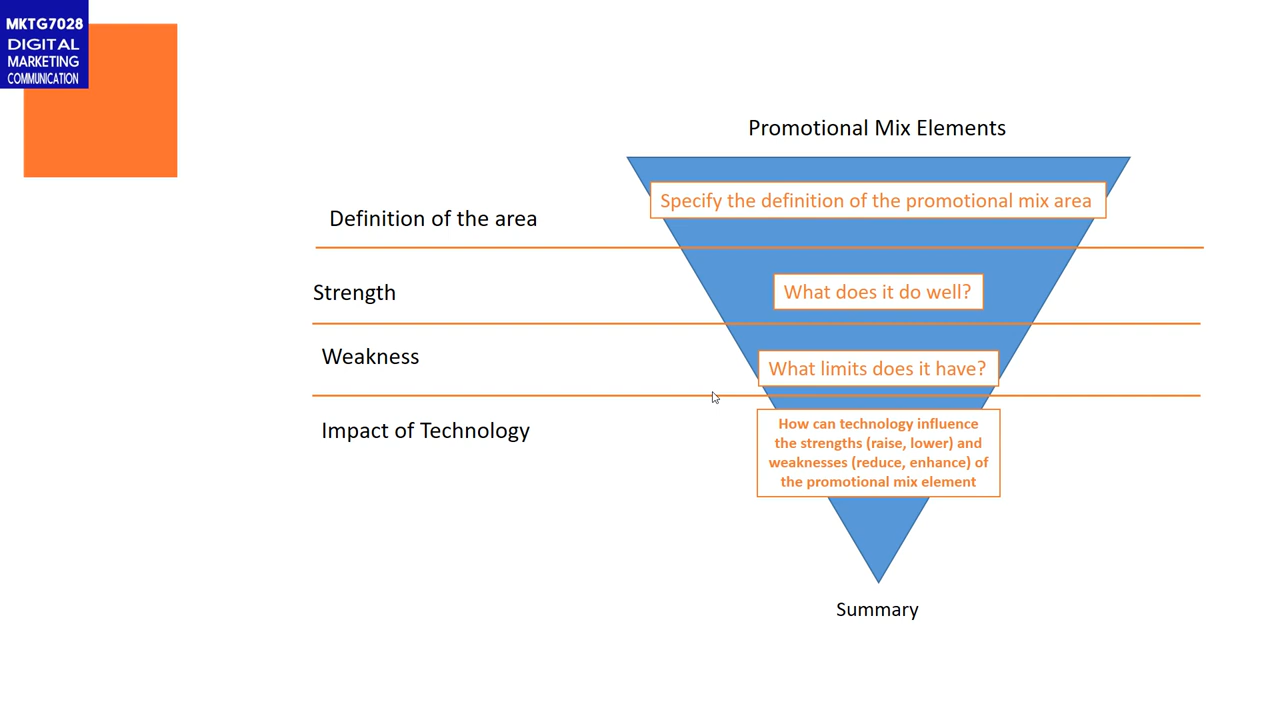 MKTG7028
DIGITAL
MARKETING
COMMUNICATION
Promotional Mix Elements
Definition of the area
Specify the definition of the promotional mix area
Strength
What does it do well?
Weakness
What limits does it have?
Impact of Technology
How can technology influence
the strengths (raise, lower) and
weaknesses (reduce, enhance) of
the promotional mix element
Summary